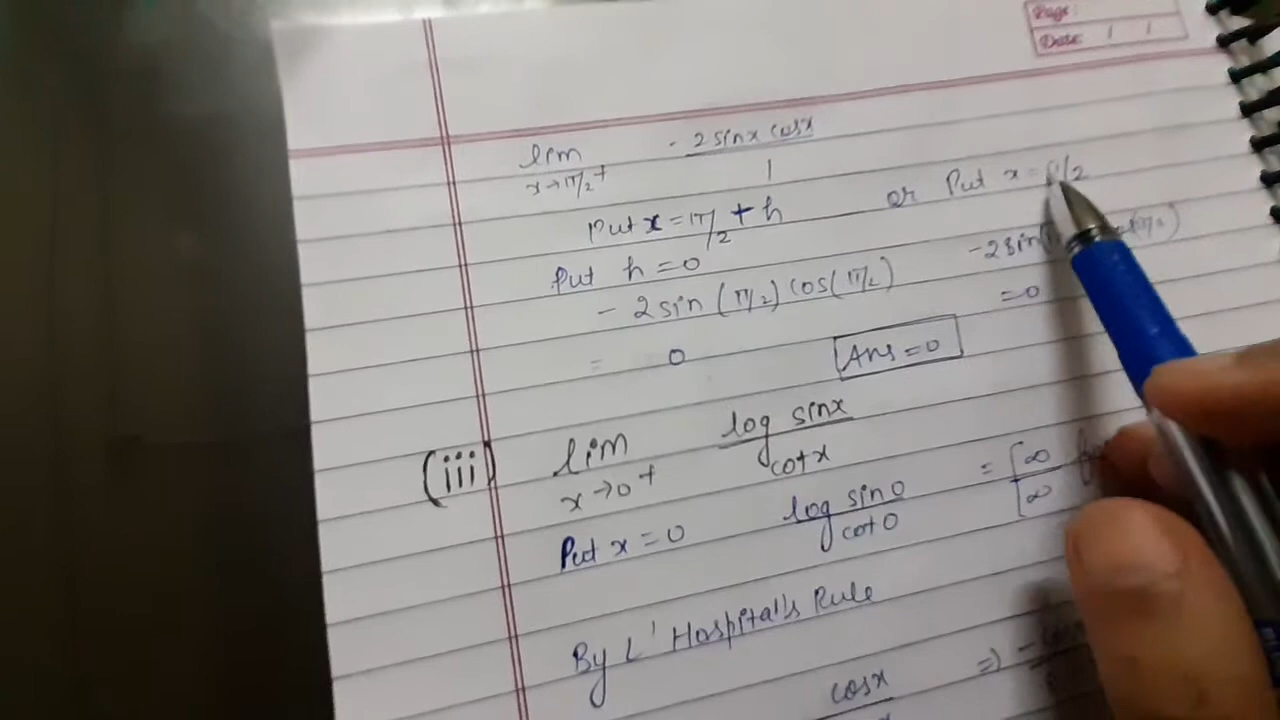 Page:
Date: / /
lim x→π/2+ - 2 sinx cosx / 1
Put x = π/2 + h or Put x = π/2
Put h = 0
- 2 sin (π/2) cos(π/2) - 2 sin
= 0 = 0
Ans = 0
(iii) lim x→0+ log sinx / cotx
Put x = 0 log sin0 / cot0 = [∞/∞
By L' Hospital's Rule
cosx ⇒